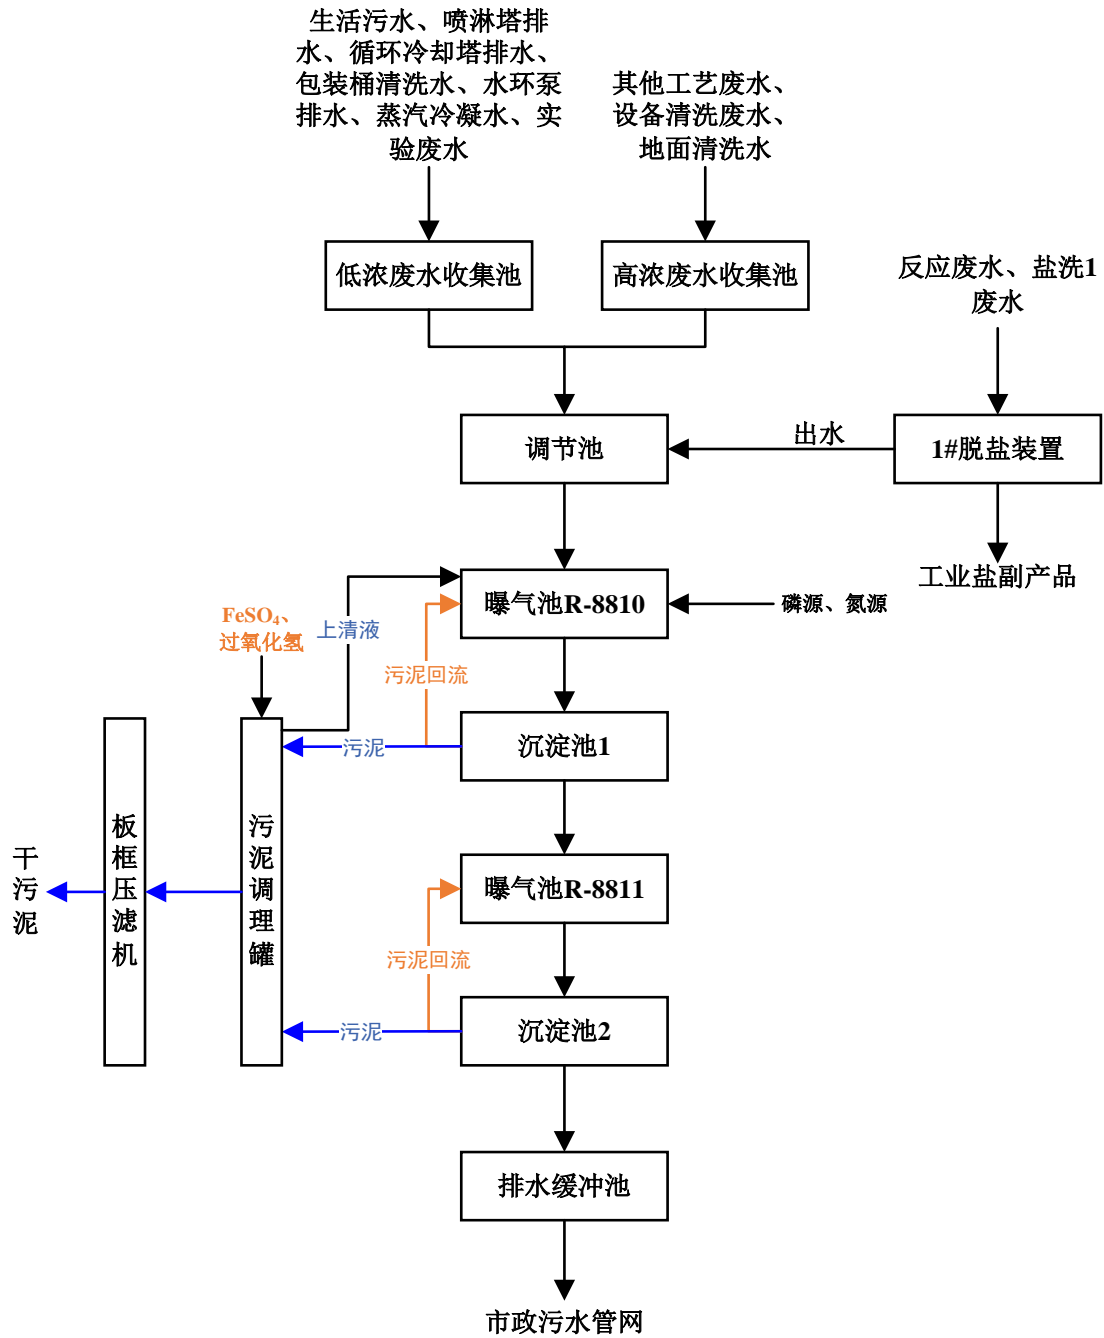 生活污水、喷淋塔排
水、循环冷却塔排水、
包装桶清洗水、水环泵
排水、蒸汽冷凝水、实
验废水
其他工艺废水、
设备清洗废水、
地面清洗水
低浓废水收集池
高浓废水收集池
反应废水、盐洗1
废水
调节池
出水
1#脱盐装置
工业盐副产品
曝气池R-8810
磷源、氮源
FeSO₄、
过氧化氢
上清液
污泥回流
沉淀池1
污泥
曝气池R-8811
污泥回流
沉淀池2
污泥
污泥调理罐
板框压滤机
干污泥
排水缓冲池
市政污水管网